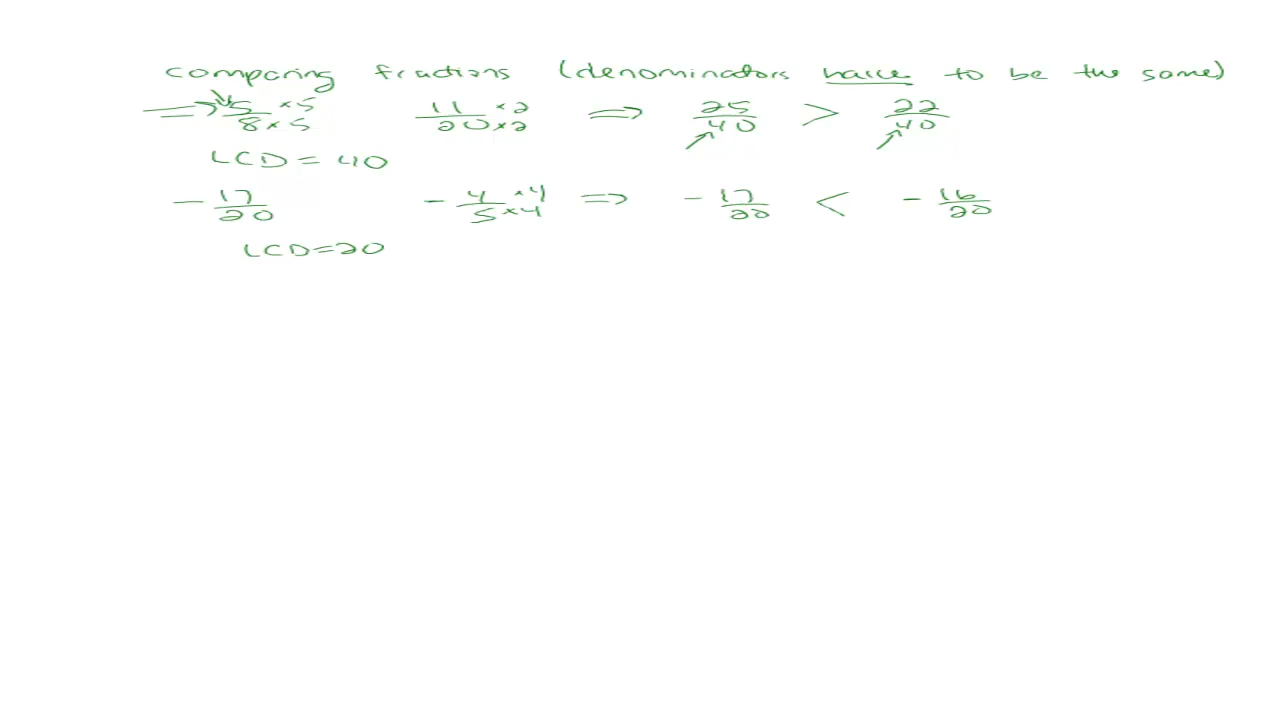 comparing fractions (denominators have to be the same)
⇒ 5/8 ×5/×5 11/20 ×2/×2 ⇒ 25/40 > 22/40
LCD = 40
- 17/20 - 4/5 ×4/×4 ⇒ - 17/20 < - 16/20
LCD=20